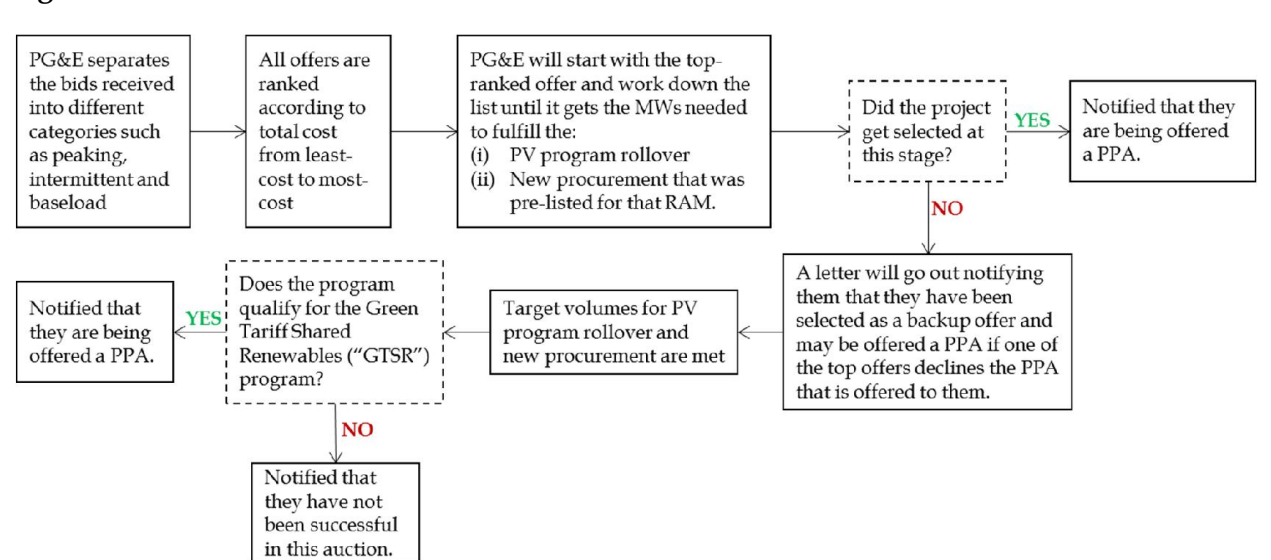 PG&E separates
the bids received
into different
categories such
as peaking,
intermittent and
baseload
All offers are
ranked
according to
total cost
from least-
cost to most-
cost
PG&E will start with the top-
ranked offer and work down the
list until it gets the MWs needed
to fulfill the:
(i) PV program rollover
(ii) New procurement that was
pre-listed for that RAM.
Did the project
get selected at
this stage?
YES
Notified that they
are being offered
a PPA.
NO
A letter will go out notifying
them that they have been
selected as a backup offer and
may be offered a PPA if one of
the top offers declines the PPA
that is offered to them.
Target volumes for PV
program rollover and
new procurement are met
Does the program
qualify for the Green
Tariff Shared
Renewables ("GTSR")
program?
YES
Notified that
they are being
offered a PPA.
NO
Notified that
they have not
been successful
in this auction.